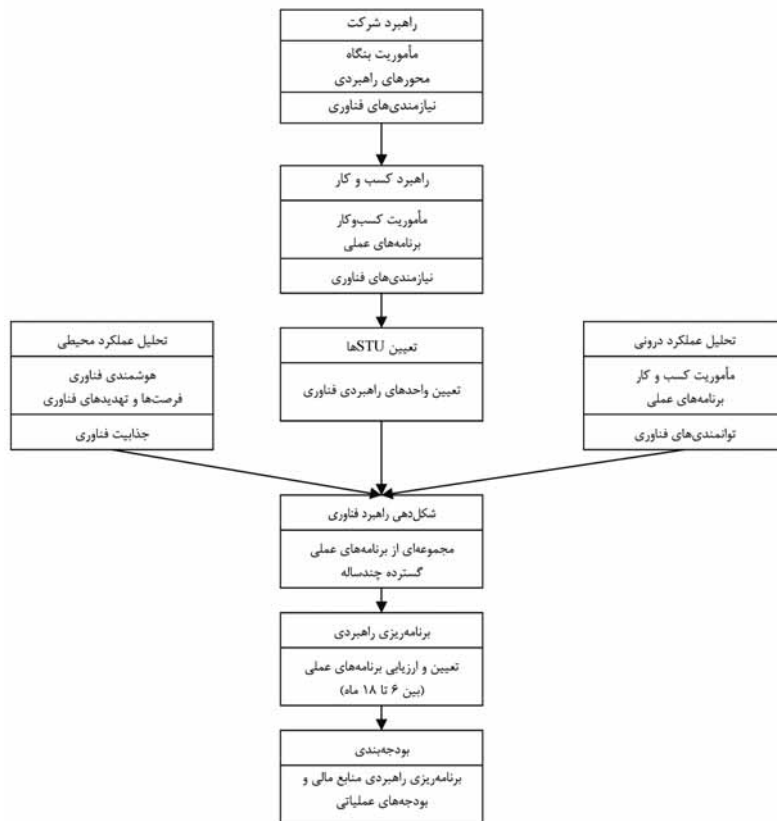 راهبرد شرکت
مأموریت بنگاه
محورهای راهبردی
نیازمندی‌های فناوری
راهبرد کسب و کار
مأموریت کسب‌وکار
برنامه‌های عملی
نیازمندی‌های فناوری
تحلیل عملکرد درونی
مأموریت کسب و کار
برنامه‌های عملی
توانمندی‌های فناوری
تعیین STUها
تعیین واحدهای راهبردی فناوری
تحلیل عملکرد محیطی
هوشمندی فناوری
فرصت‌ها و تهدیدهای فناوری
جذابیت فناوری
شکل‌دهی راهبرد فناوری
مجموعه‌ای از برنامه‌های عملی
گسترده چندساله
برنامه‌ریزی راهبردی
تعیین و ارزیابی برنامه‌های عملی
(بین ۶ تا ۱۸ ماه)
بودجه‌بندی
برنامه‌ریزی راهبردی منابع مالی و
بودجه‌های عملیاتی